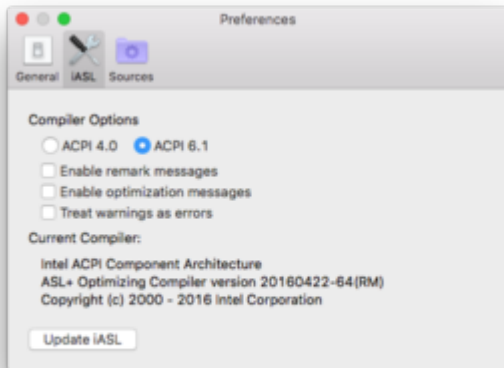 Preferences
General iASL Sources
Compiler Options
ACPI 4.0 ACPI 6.1
Enable remark messages
Enable optimization messages
Treat warnings as errors
Current Compiler:
Intel ACPI Component Architecture
ASL+ Optimizing Compiler version 20160422-64(RM)
Copyright (c) 2000 - 2016 Intel Corporation
Update iASL